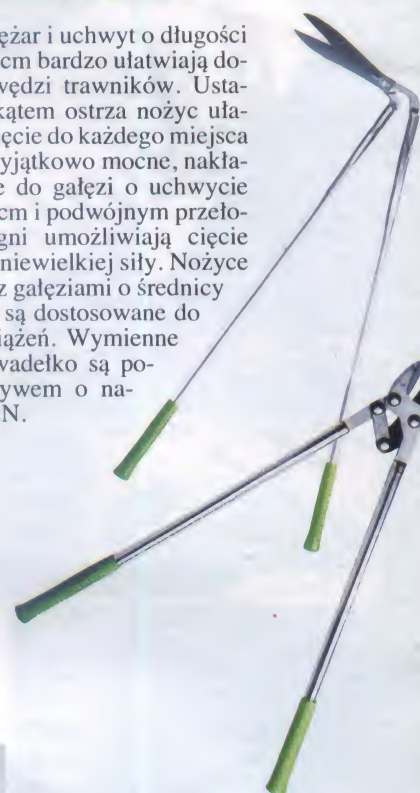 ężar i uchwyt o długości
cm bardzo ułatwiają do-
wędzi trawników. Usta-
kątem ostrza nożyc uła-
ęcie do każdego miejsca
yjątkowo mocne, nakła-
e do gałęzi o uchwycie
cm i podwójnym przeło-
gni umożliwiają cięcie
niewielkiej siły. Nożyce
z gałęziami o średnicy
są dostosowane do
iążeń. Wymienne
wadełko są po-
ywem o na-
N.